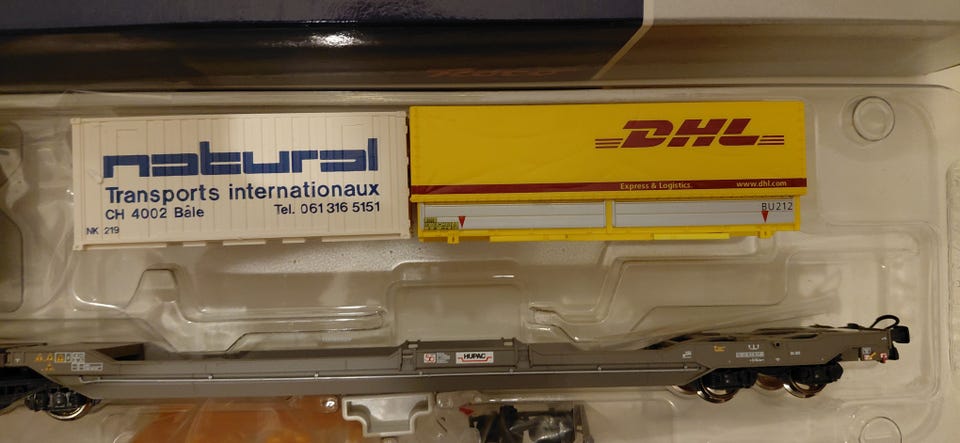 Roco
natural
Transports internationaux
CH 4002 Bâle
Tel. 061 316 5151
NK 219
DHL
Express & Logistics.
www.dhl.com
BU212
HUPAC